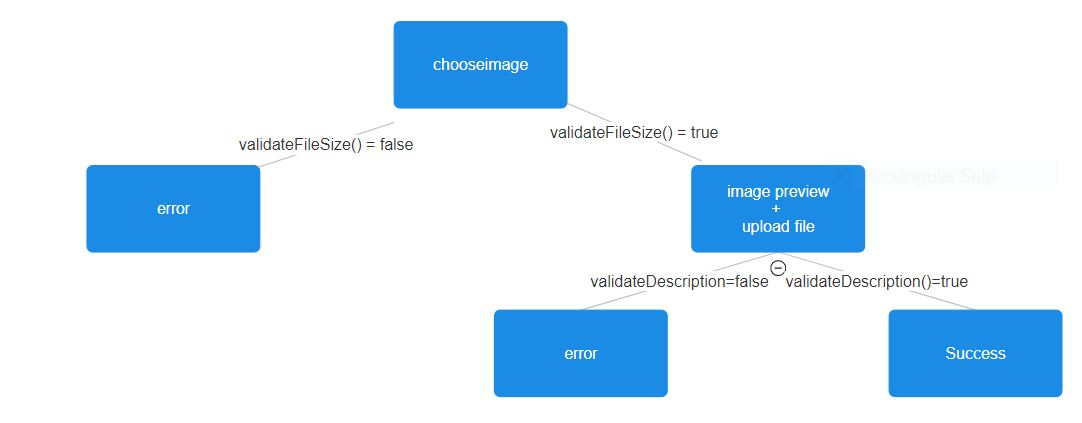 chooseimage
validateFileSize() = false
validateFileSize() = true
error
image preview
+
upload file
Rectangular Snip
validateDescription=false
validateDescription()=true
error
Success